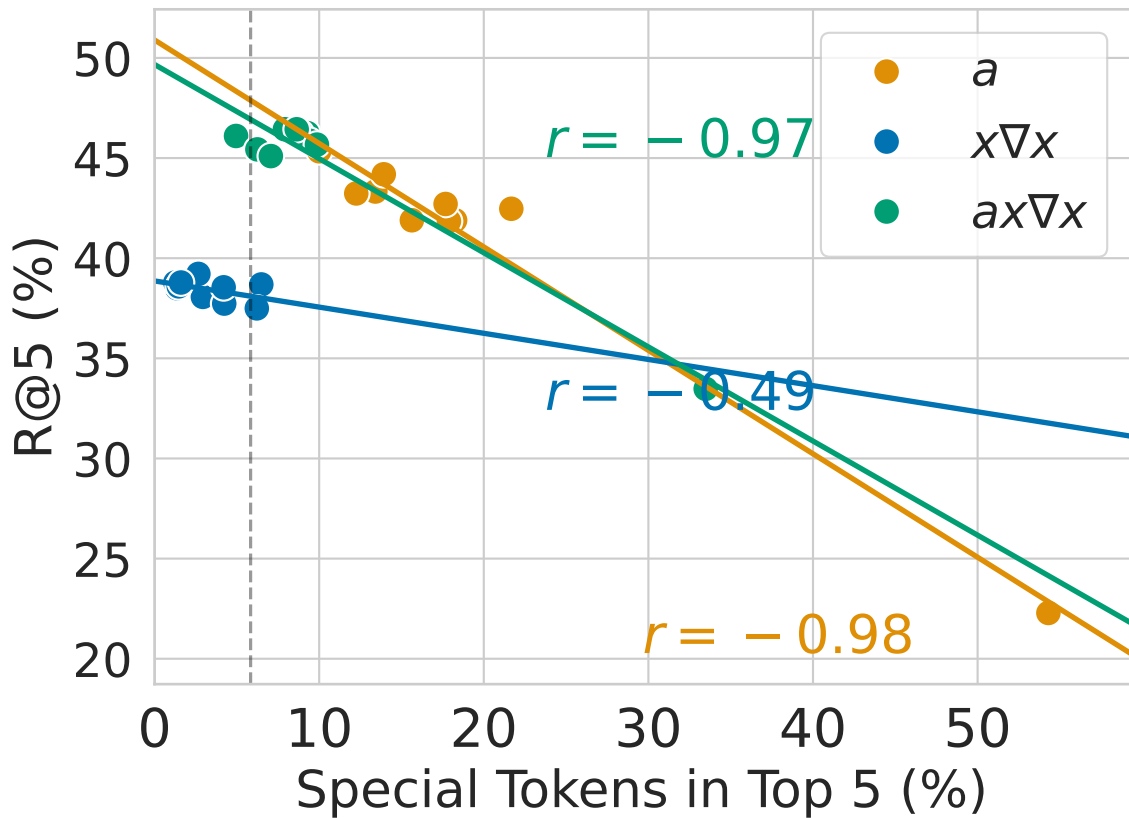 50
45
40
35
30
25
20
R@5 (%)
a
x∇x
ax∇x
r = −0.97
r = −0.49
r = −0.98
0 10 20 30 40 50
Special Tokens in Top 5 (%)